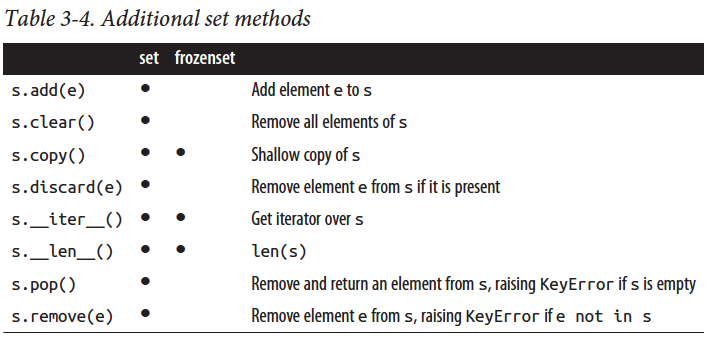 Table 3-4. Additional set methods
set frozenset
s.add(e) ● Add element e to s
s.clear() ● Remove all elements of s
s.copy() ● ● Shallow copy of s
s.discard(e) ● Remove element e from s if it is present
s.__iter__() ● ● Get iterator over s
s.__len__() ● ● len(s)
s.pop() ● Remove and return an element from s, raising KeyError if s is empty
s.remove(e) ● Remove element e from s, raising KeyError if e not in s